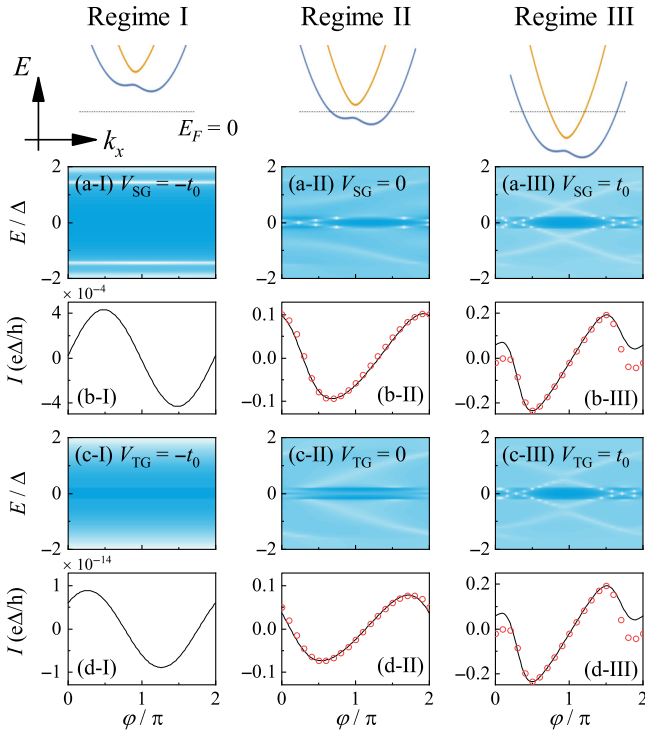 Regime I Regime II Regime III
E
E_F = 0
k_x
(a-I) V_SG = −t_0 (a-II) V_SG = 0 (a-III) V_SG = t_0
E / Δ
2
0
−2
2
0
−2
2
0
−2
× 10⁻⁴
I (eΔ/h)
4
0
−4
(b-I)
0.1
0.0
−0.1
(b-II)
0.2
0.0
−0.2
(b-III)
(c-I) V_TG = −t_0 (c-II) V_TG = 0 (c-III) V_TG = t_0
E / Δ
2
0
−2
2
0
−2
2
0
−2
× 10⁻¹⁴
I (eΔ/h)
1
0
−1
(d-I)
0.1
0.0
−0.1
(d-II)
0.2
0.0
−0.2
(d-III)
0 1 2 0 1 2 0 1 2
φ / π φ / π φ / π